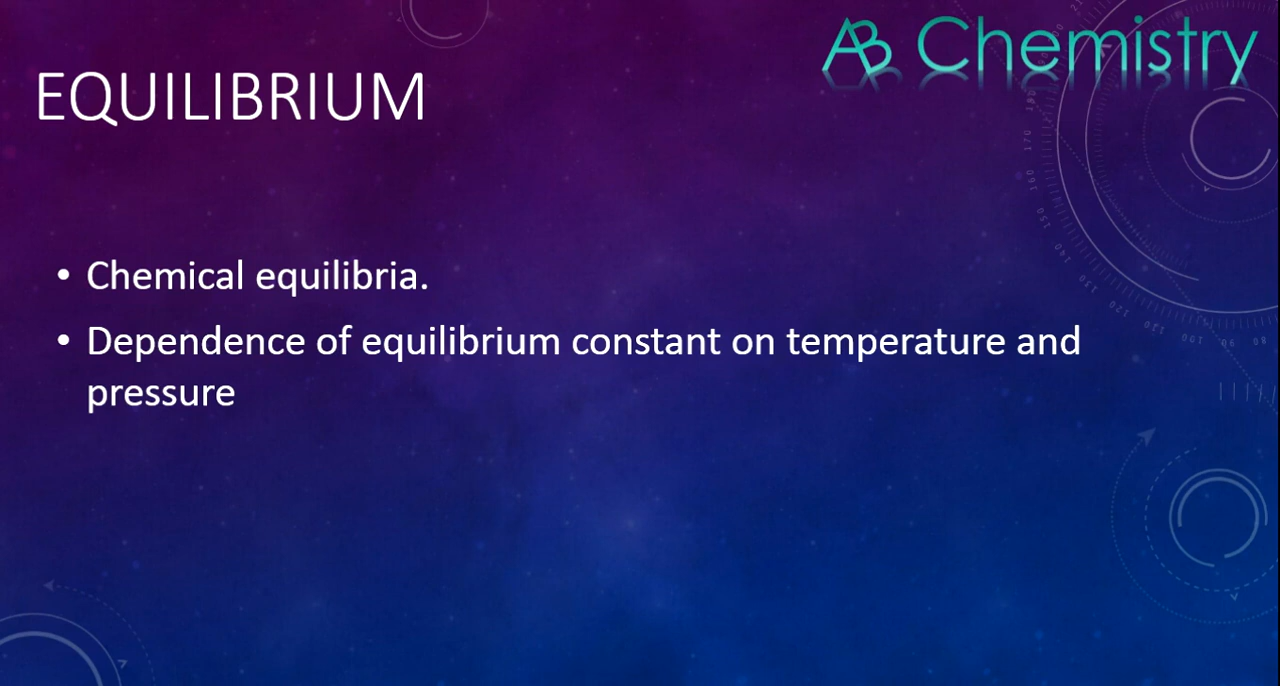 AB Chemistry
EQUILIBRIUM
• Chemical equilibria.
• Dependence of equilibrium constant on temperature and
pressure